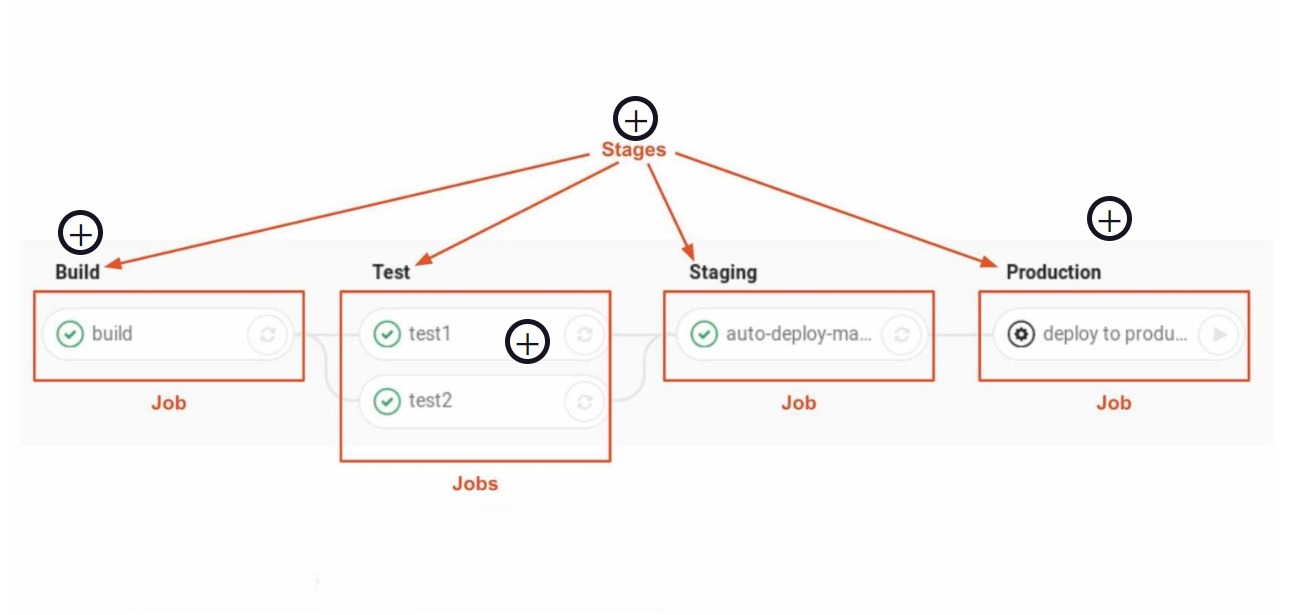 Stages
Build
Test
Staging
Production
build
test1
auto-deploy-ma...
deploy to produ...
test2
Job
Job
Job
Jobs